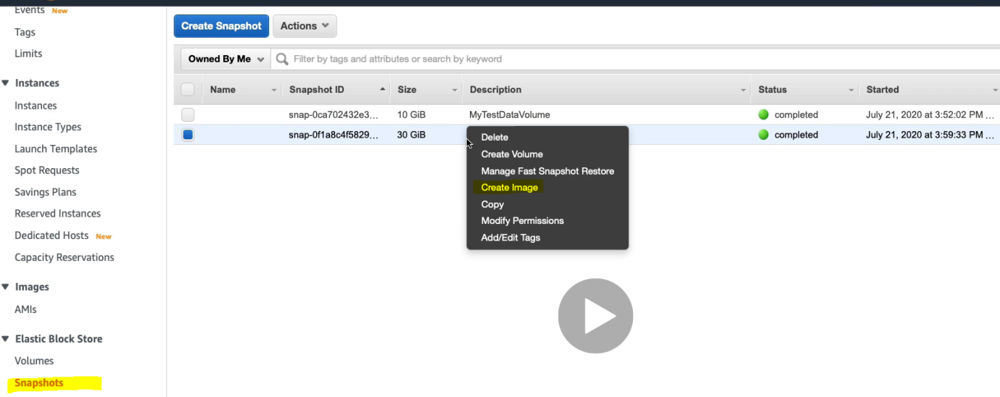 Events New
Tags
Limits
Instances
Instances
Instance Types
Launch Templates
Spot Requests
Savings Plans
Reserved Instances
Dedicated Hosts New
Capacity Reservations
Images
AMIs
Elastic Block Store
Volumes
Snapshots
Create Snapshot Actions
Owned By Me Filter by tags and attributes or search by keyword
Name Snapshot ID Size Description Status Started
snap-0ca702432e3... 10 GiB MyTestDataVolume completed July 21, 2020 at 3:52:02 PM ...
snap-0f1a8c4f5829... 30 GiB completed July 21, 2020 at 3:59:33 PM ...
Delete
Create Volume
Manage Fast Snapshot Restore
Create Image
Copy
Modify Permissions
Add/Edit Tags